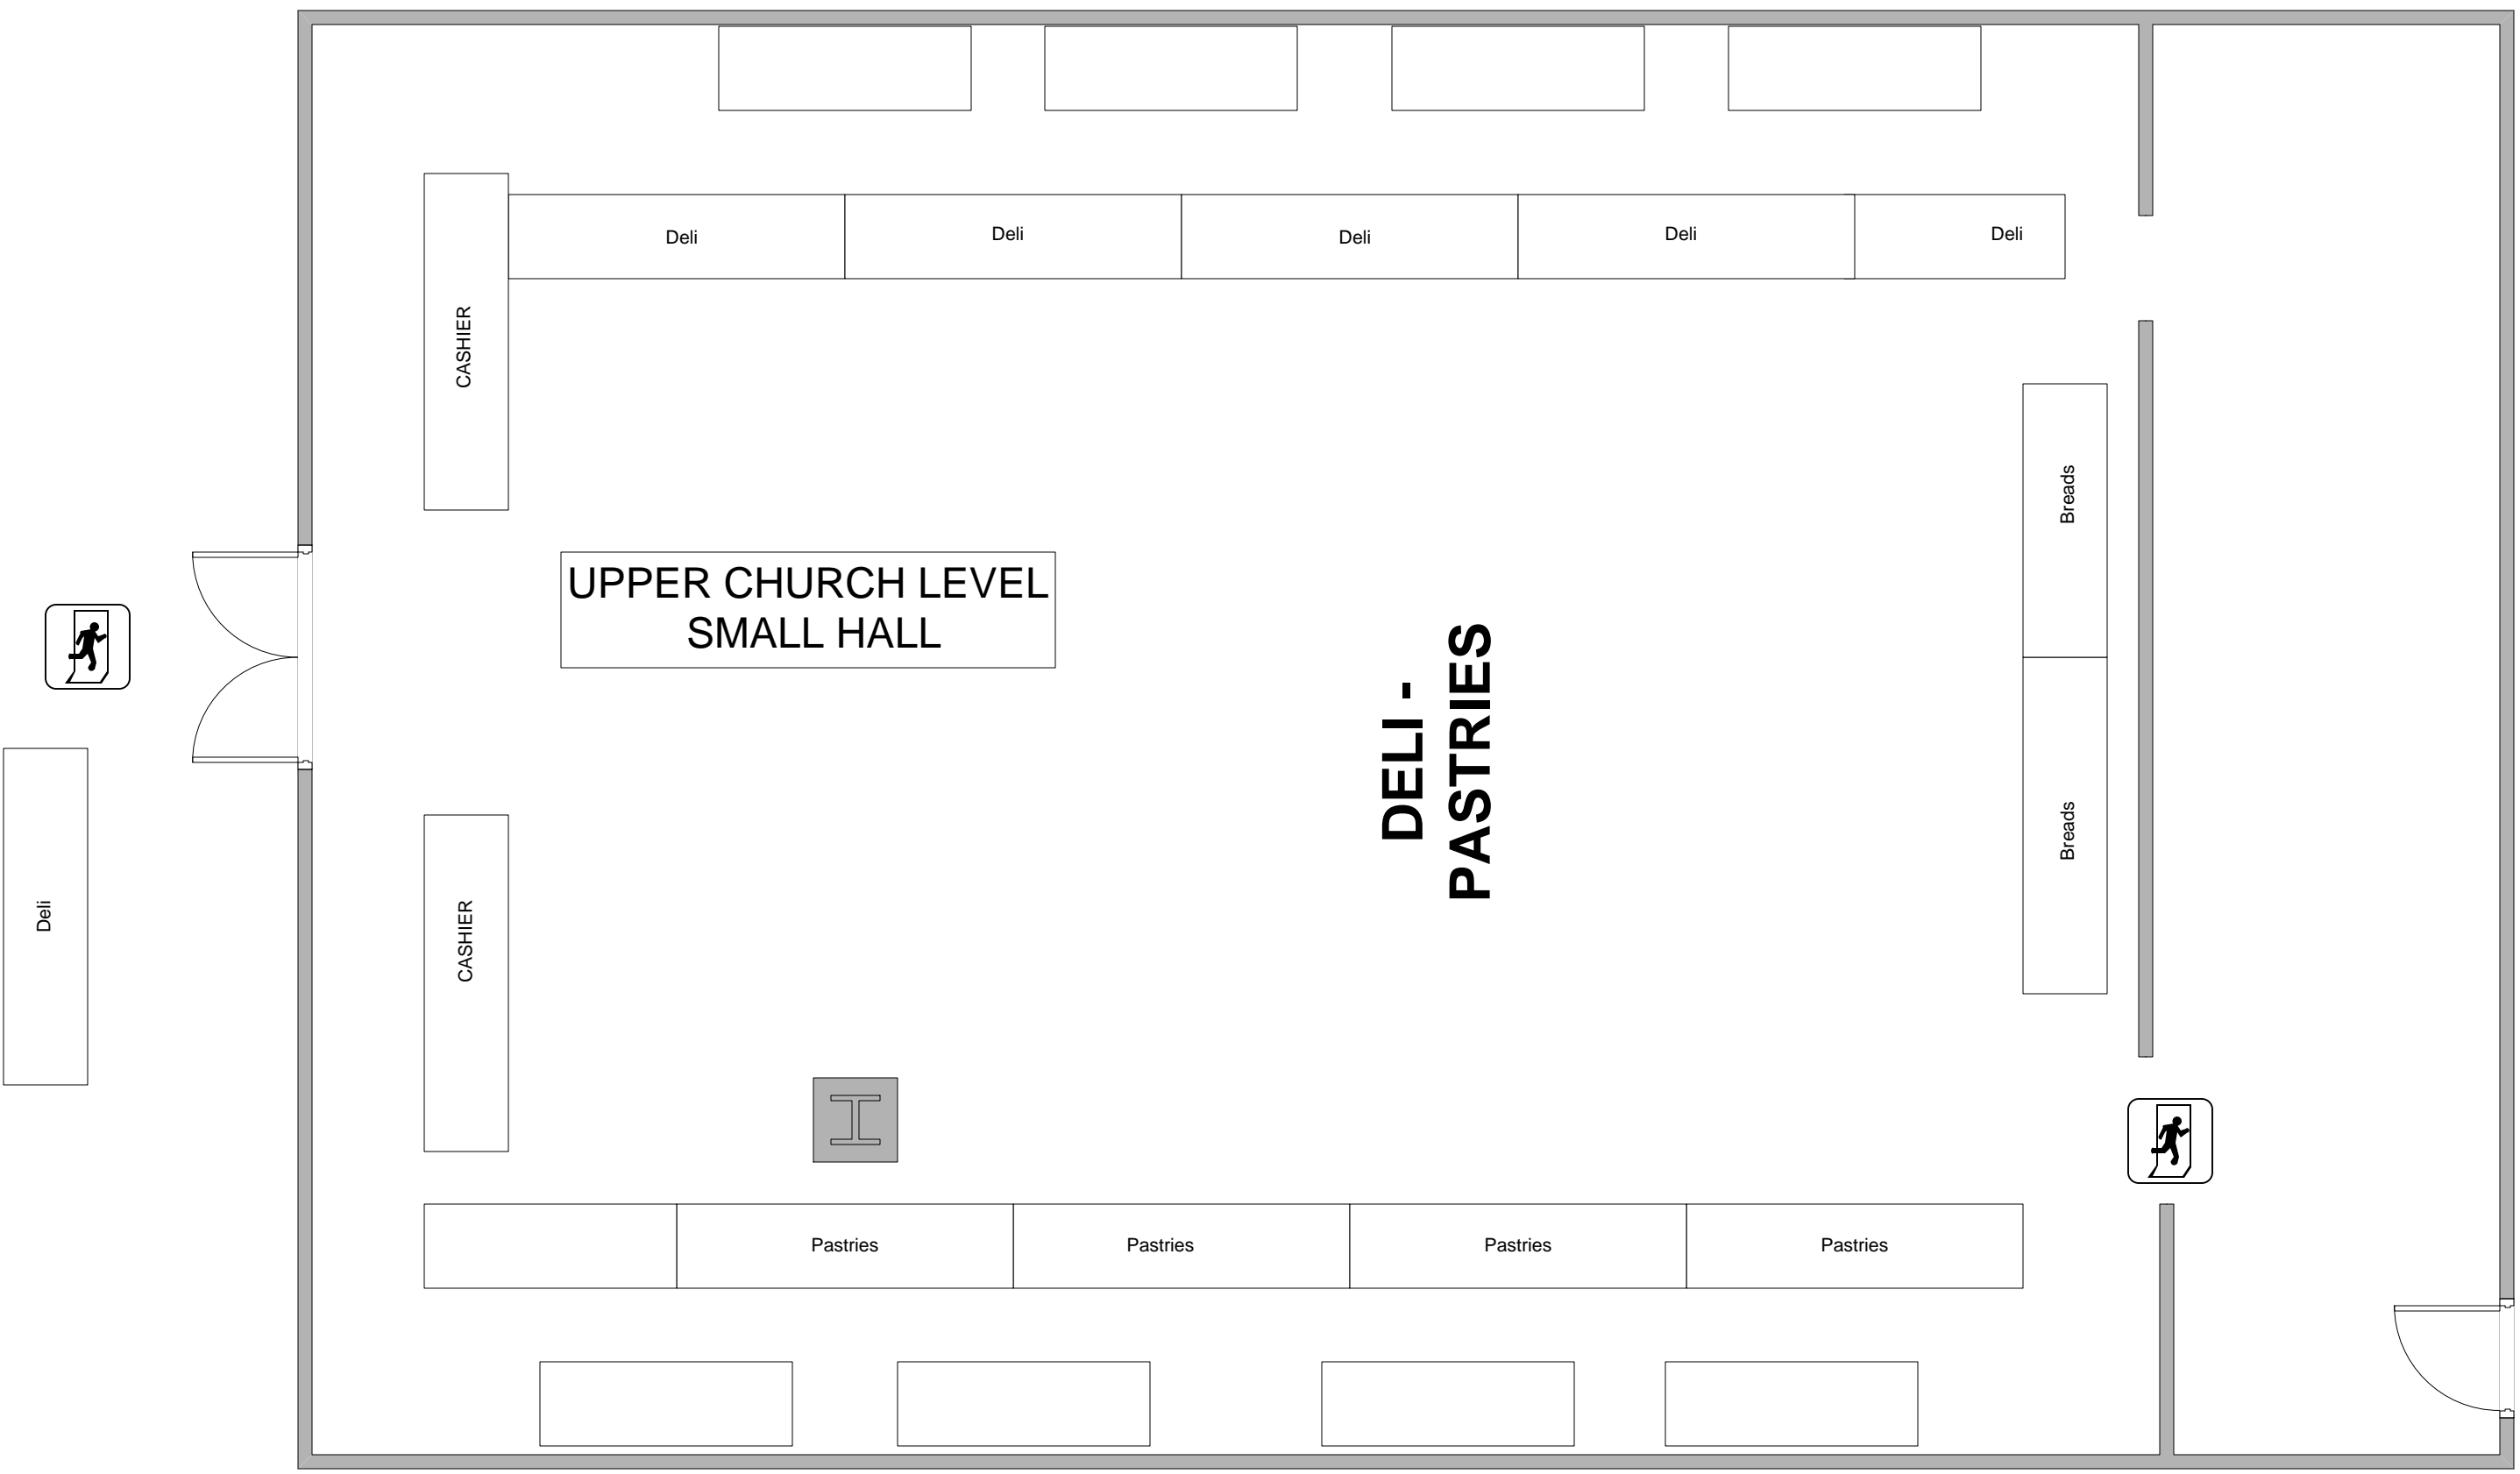 Deli
Deli
Deli
Deli
Deli
CASHIER
Breads
UPPER CHURCH LEVEL
SMALL HALL
DELI -
PASTRIES
Breads
Deli
CASHIER
Pastries
Pastries
Pastries
Pastries